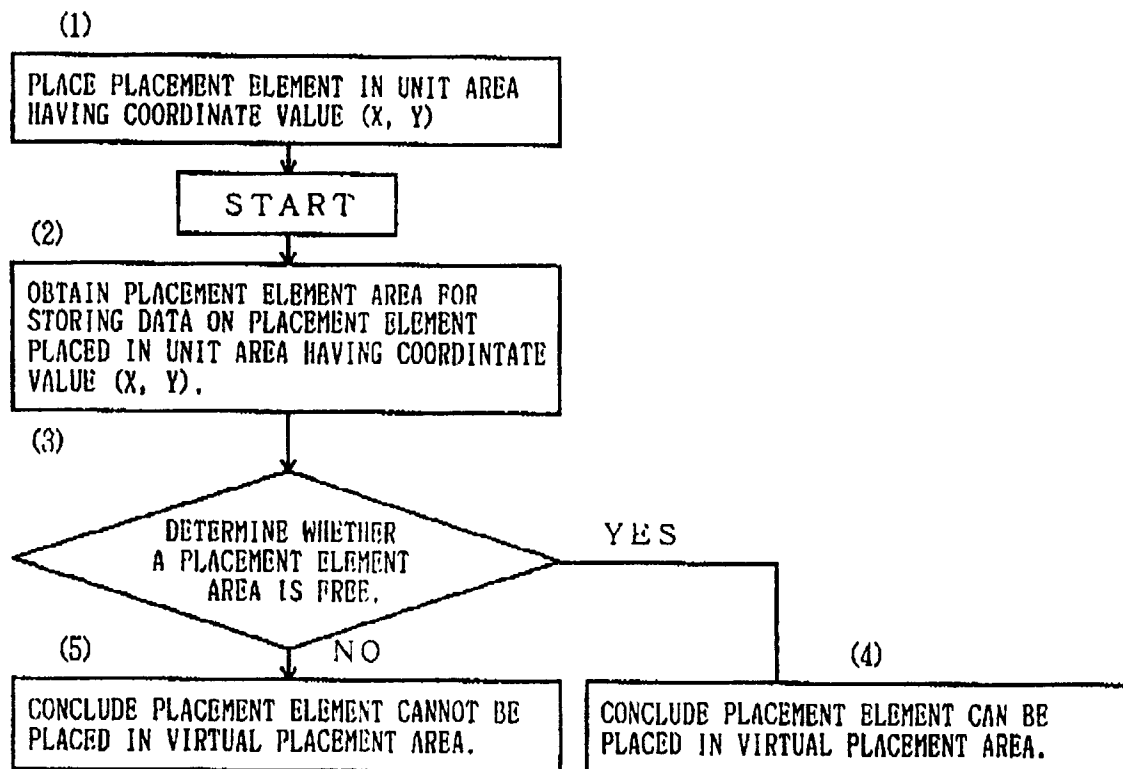 (1)
PLACE PLACEMENT ELEMENT IN UNIT AREA
HAVING COORDINATE VALUE (X, Y)
START
(2)
OBTAIN PLACEMENT ELEMENT AREA FOR
STORING DATA ON PLACEMENT ELEMENT
PLACED IN UNIT AREA HAVING COORDINTATE
VALUE (X, Y).
(3)
DETERMINE WHETHER
A PLACEMENT ELEMENT
AREA IS FREE.
YES
NO
(5)
CONCLUDE PLACEMENT ELEMENT CANNOT BE
PLACED IN VIRTUAL PLACEMENT AREA.
(4)
CONCLUDE PLACEMENT ELEMENT CAN BE
PLACED IN VIRTUAL PLACEMENT AREA.